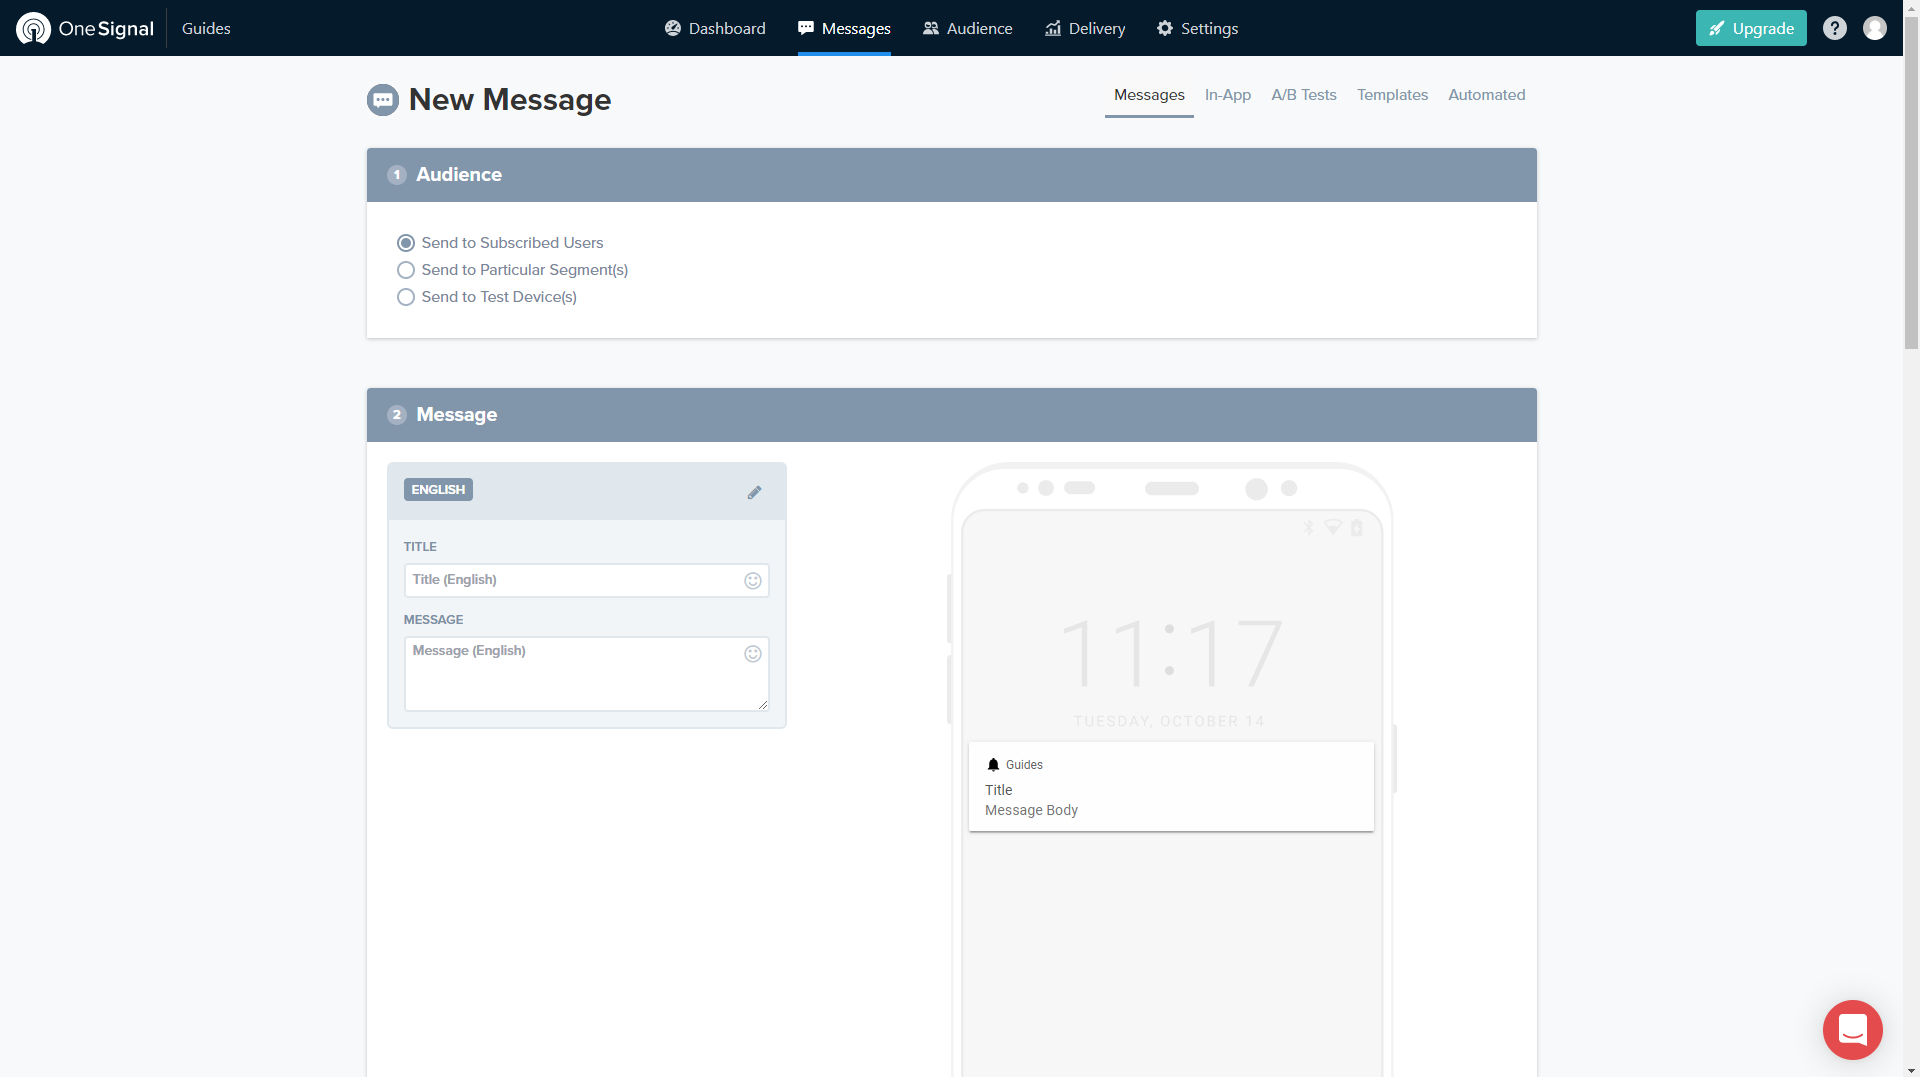 OneSignal
Guides
Dashboard
Messages
Audience
Delivery
Settings
Upgrade
?
New Message
Messages
In-App
A/B Tests
Templates
Automated
1 Audience
Send to Subscribed Users
Send to Particular Segment(s)
Send to Test Device(s)
2 Message
ENGLISH
TITLE
Title (English)
MESSAGE
Message (English)
11:17
TUESDAY, OCTOBER 14
Guides
Title
Message Body